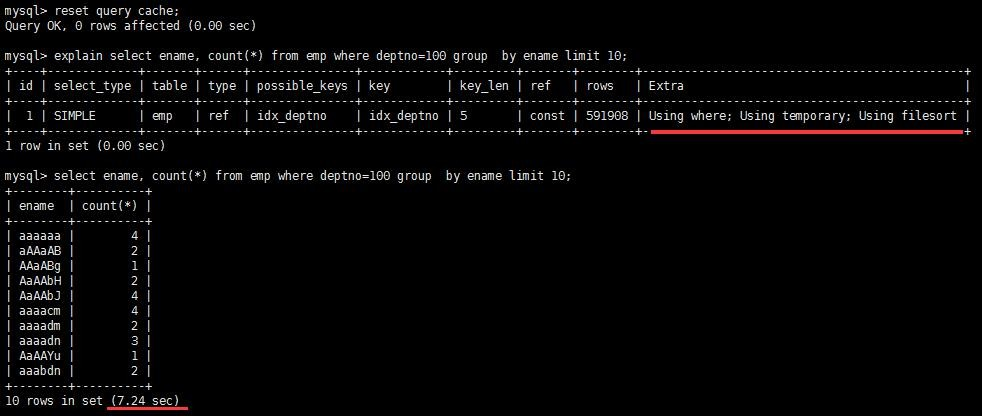 mysql> reset query cache;
Query OK, 0 rows affected (0.00 sec)
mysql> explain select ename, count(*) from emp where deptno=100 group  by ename limit 10;
+----+-------------+-------+------+---------------+------------+---------+-------+--------+----------------------------------------------+
| id | select_type | table | type | possible_keys | key        | key_len | ref   | rows   | Extra                                        |
+----+-------------+-------+------+---------------+------------+---------+-------+--------+----------------------------------------------+
|  1 | SIMPLE      | emp   | ref  | idx_deptno    | idx_deptno | 5       | const | 591908 | Using where; Using temporary; Using filesort |
+----+-------------+-------+------+---------------+------------+---------+-------+--------+----------------------------------------------+
1 row in set (0.00 sec)
mysql> select ename, count(*) from emp where deptno=100 group  by ename limit 10;
+--------+----------+
| ename  | count(*) |
+--------+----------+
| aaaaaa |        4 |
| aAAaAB |        2 |
| AAaABg |        1 |
| AaAAbH |        2 |
| AaAAbJ |        4 |
| aaaacm |        4 |
| aaaadm |        2 |
| aaaadn |        3 |
| AaAAYu |        1 |
| aaabdn |        2 |
+--------+----------+
10 rows in set (7.24 sec)